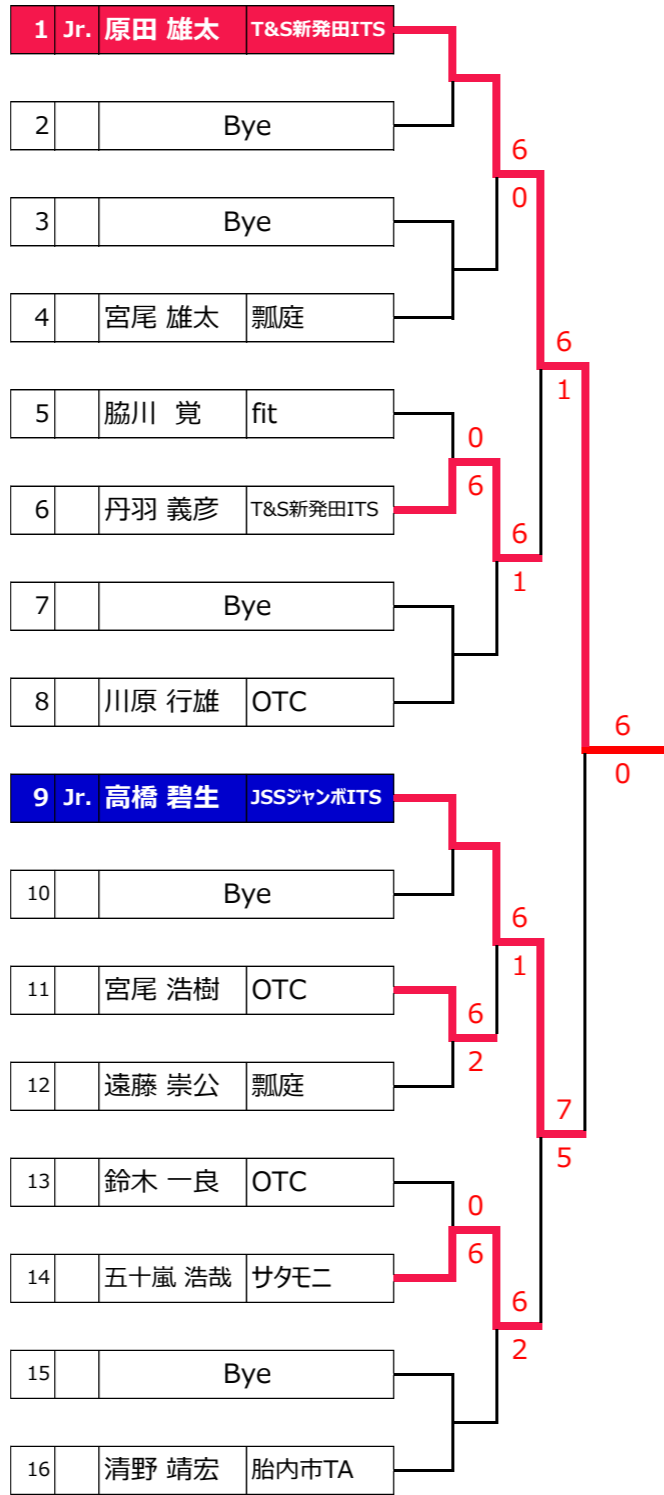 1 Jr. 原田 雄太 T&S新発田ITS
2 Bye
6
0
3 Bye
4 宮尾 雄太 瓢庭
6
1
5 脇川 覚 fit
0
6
6 丹羽 義彦 T&S新発田ITS
6
1
7 Bye
8 川原 行雄 OTC
6
0
9 Jr. 高橋 碧生 JSSジャンボITS
10 Bye
6
1
11 宮尾 浩樹 OTC
6
2
12 遠藤 崇公 瓢庭
7
5
13 鈴木 一良 OTC
0
6
14 五十嵐 浩哉 サタモニ
6
2
15 Bye
16 清野 靖宏 胎内市TA